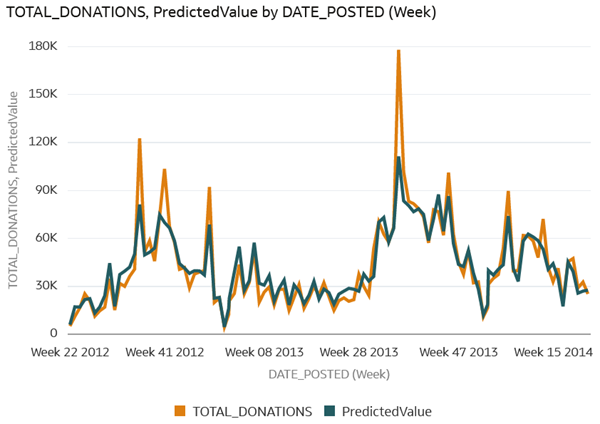 TOTAL_DONATIONS, PredictedValue by DATE_POSTED (Week)
TOTAL_DONATIONS, PredictedValue
180K
150K
120K
90K
60K
30K
0
Week 22 2012 Week 41 2012 Week 08 2013 Week 28 2013 Week 47 2013 Week 15 2014
DATE_POSTED (Week)
TOTAL_DONATIONS PredictedValue